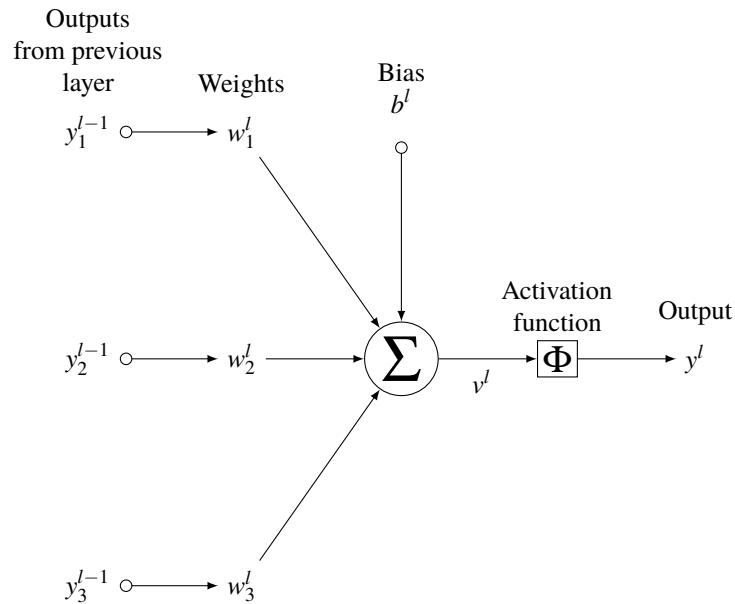 Outputs
from previous
layer
Weights
Bias
b^l
y_1^{l−1}
w_1^l
Activation
function
Output
y_2^{l−1}
w_2^l
Σ
v^l
Φ
y^l
y_3^{l−1}
w_3^l